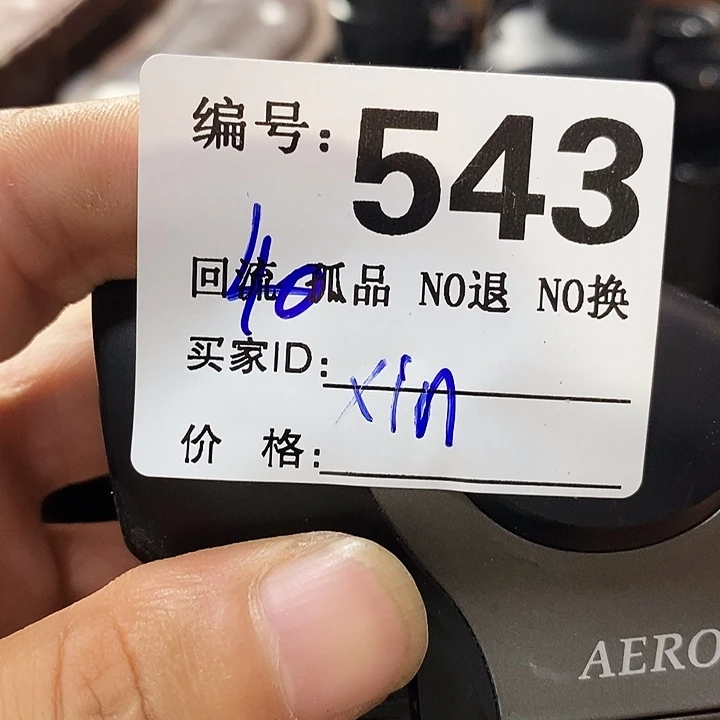 编号: 543
40
回流 孤品 NO退 NO换
买家ID: xin
价 格:
AERO